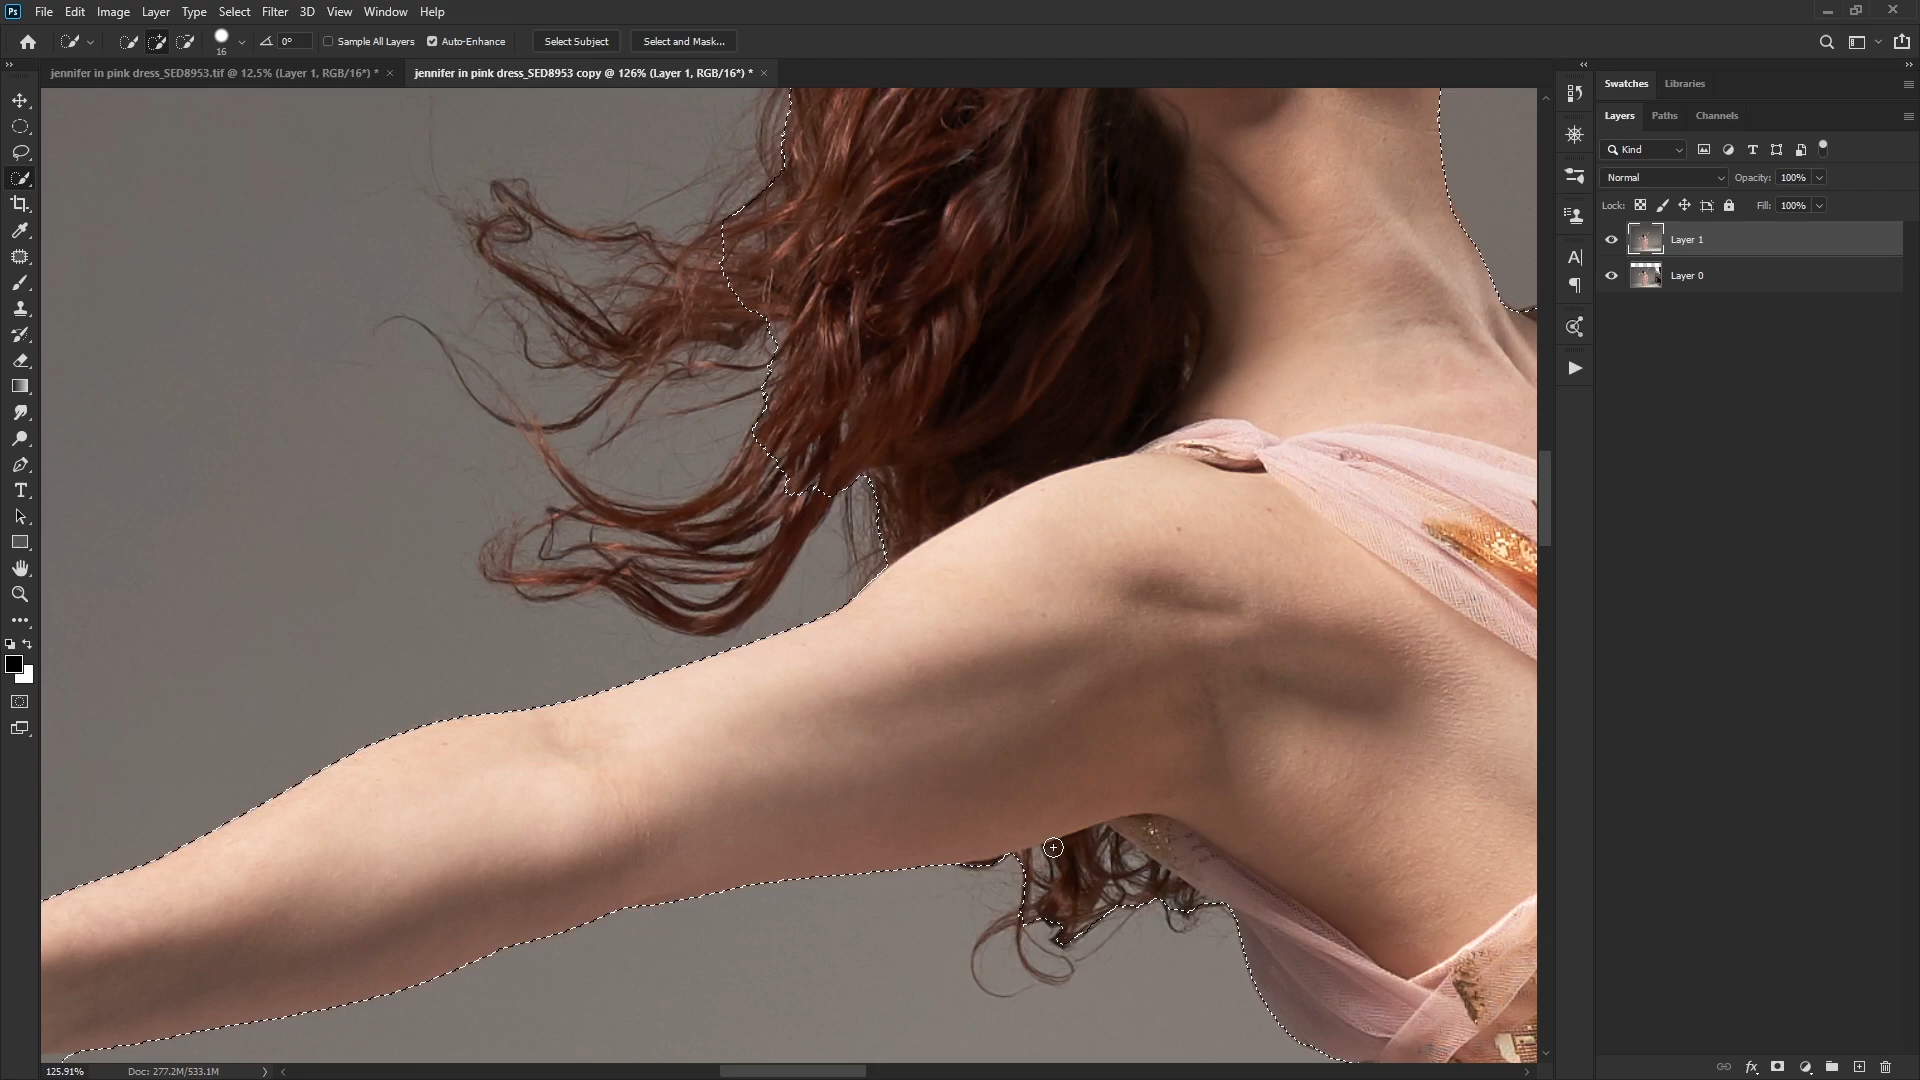 Ps File Edit Image Layer Type Select Filter 3D View Window Help
16 0° Sample All Layers Auto-Enhance Select Subject Select and Mask...
jennifer in pink dress_SED8953.tif @ 12.5% (Layer 1, RGB/16*) * × jennifer in pink dress_SED8953 copy @ 126% (Layer 1, RGB/16*) * ×
Swatches Libraries
Layers Paths Channels
Kind
Normal Opacity: 100%
Lock: Fill: 100%
Layer 1
Layer 0
125.91% Doc: 277.2M/533.1M